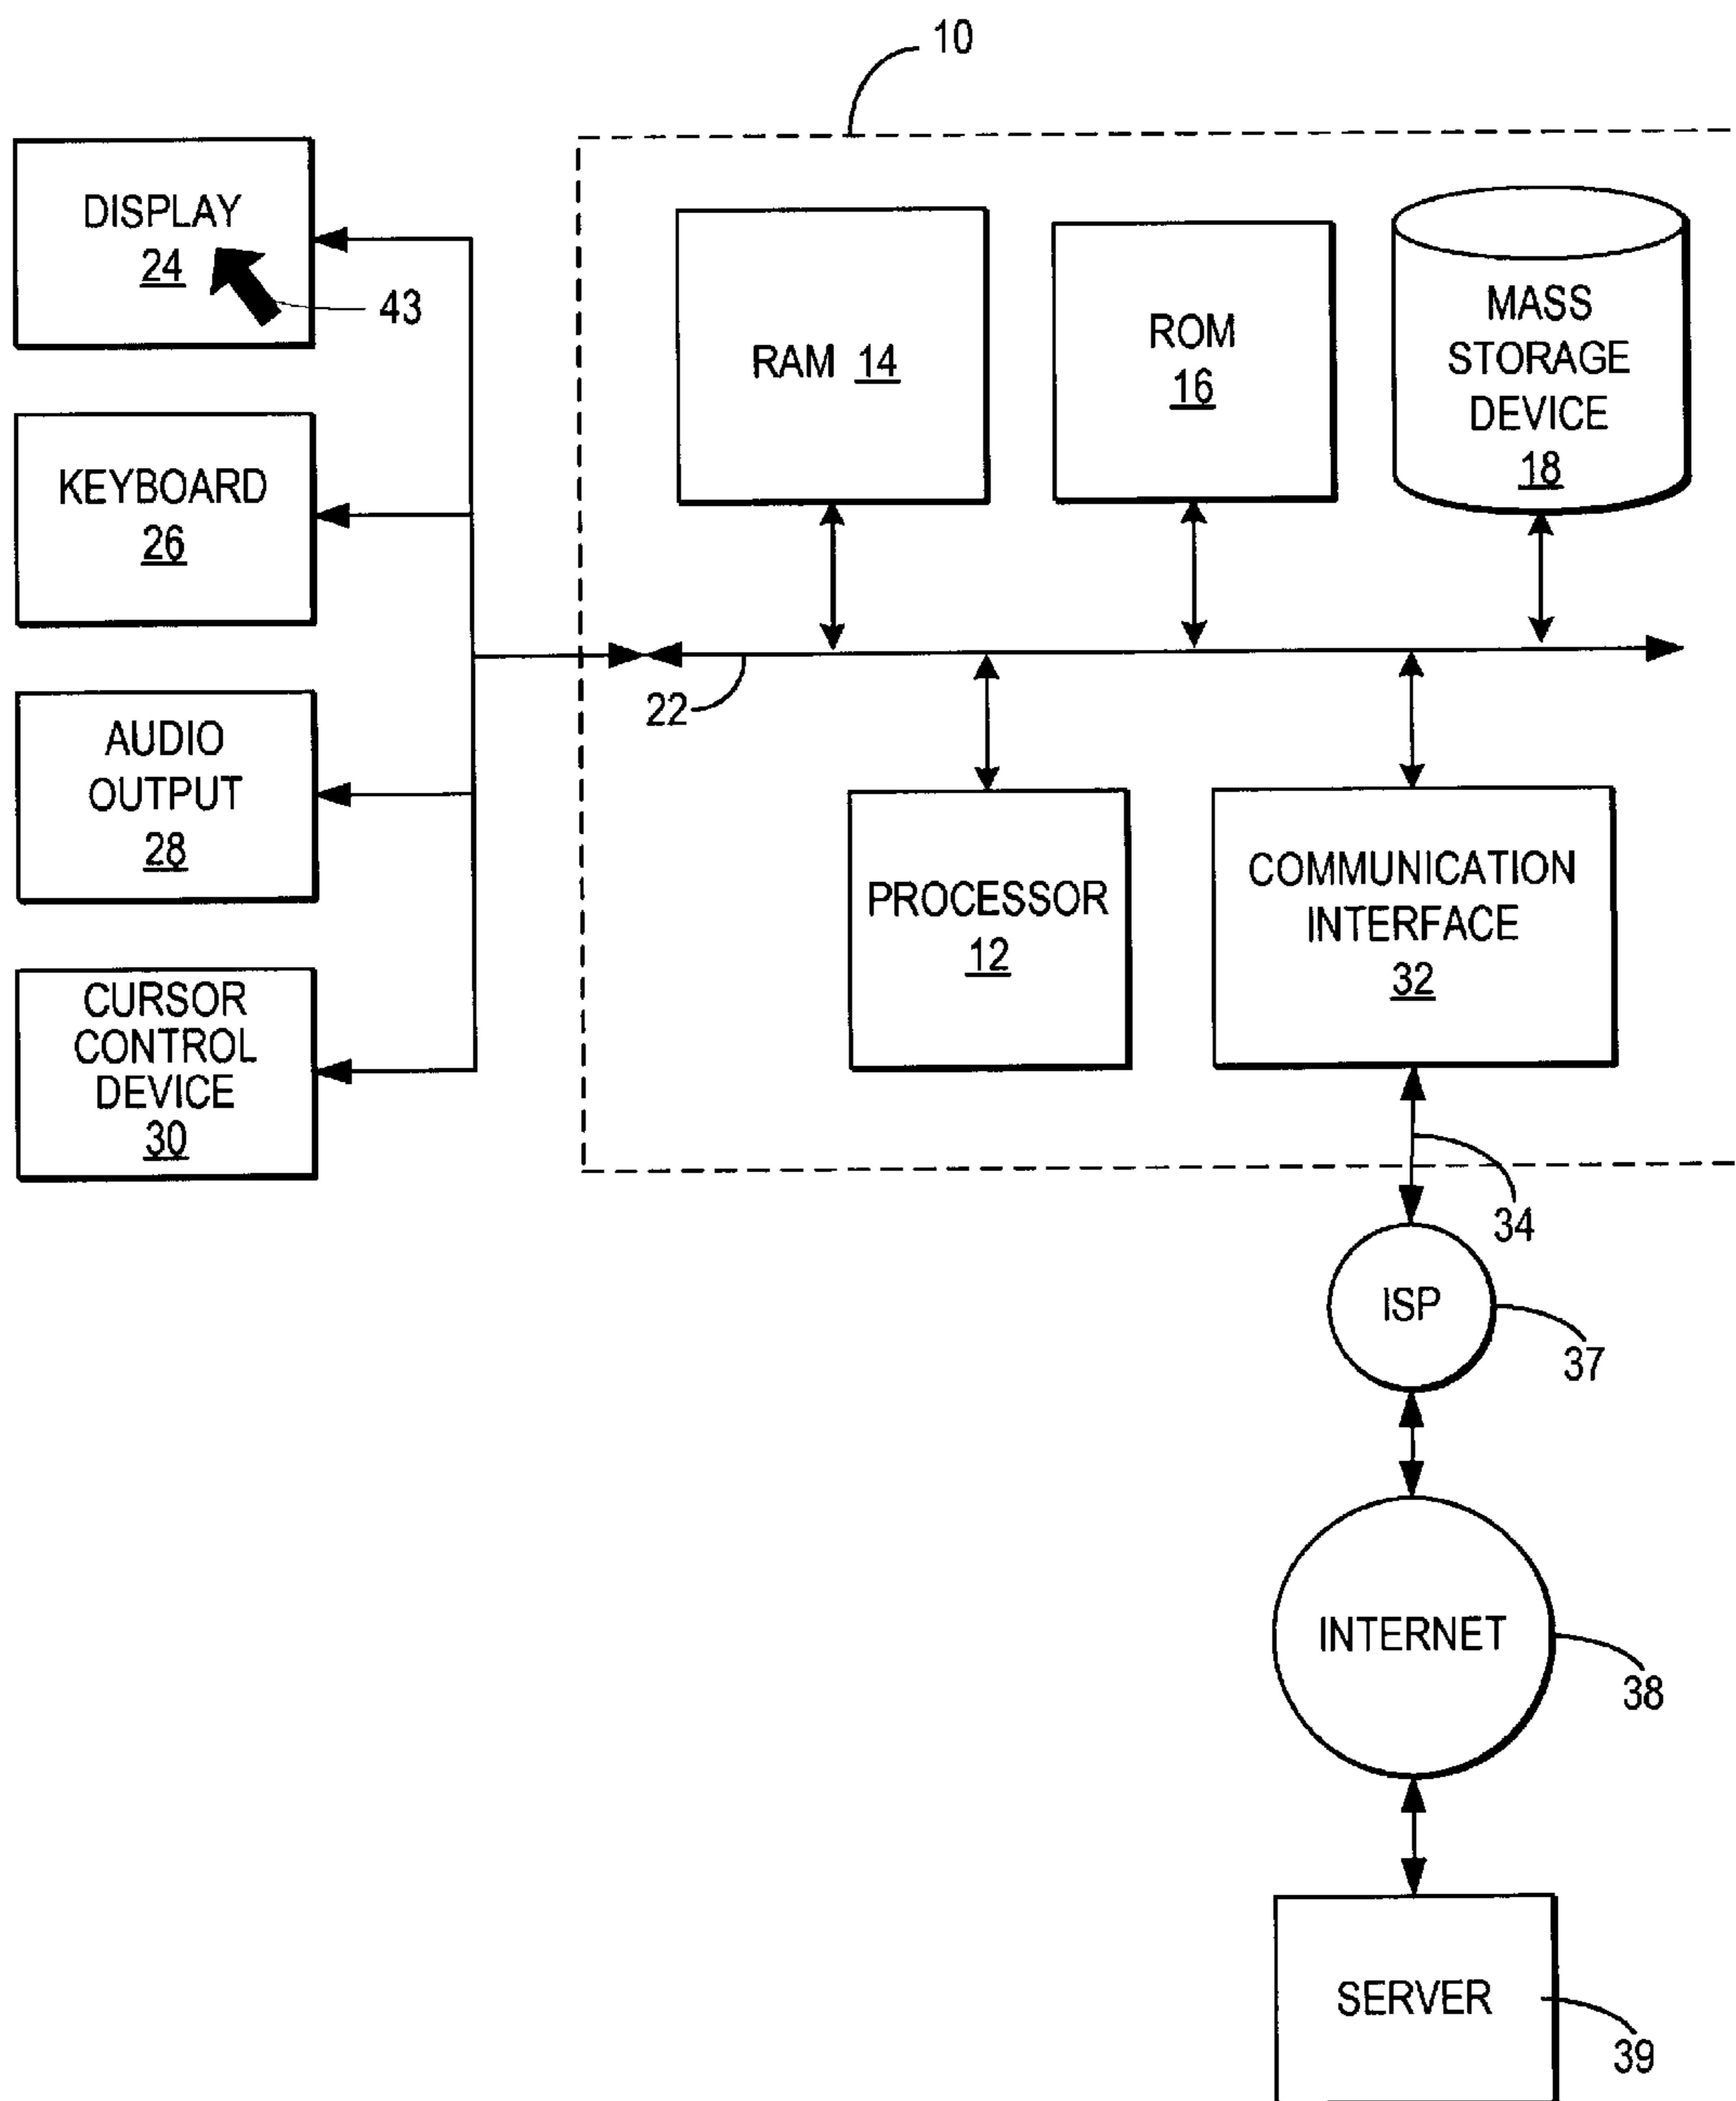 10
DISPLAY
24
43
KEYBOARD
26
AUDIO
OUTPUT
28
CURSOR
CONTROL
DEVICE
30
RAM 14
ROM
16
MASS
STORAGE
DEVICE
18
22
PROCESSOR
12
COMMUNICATION
INTERFACE
32
34
ISP
37
INTERNET
38
SERVER
39